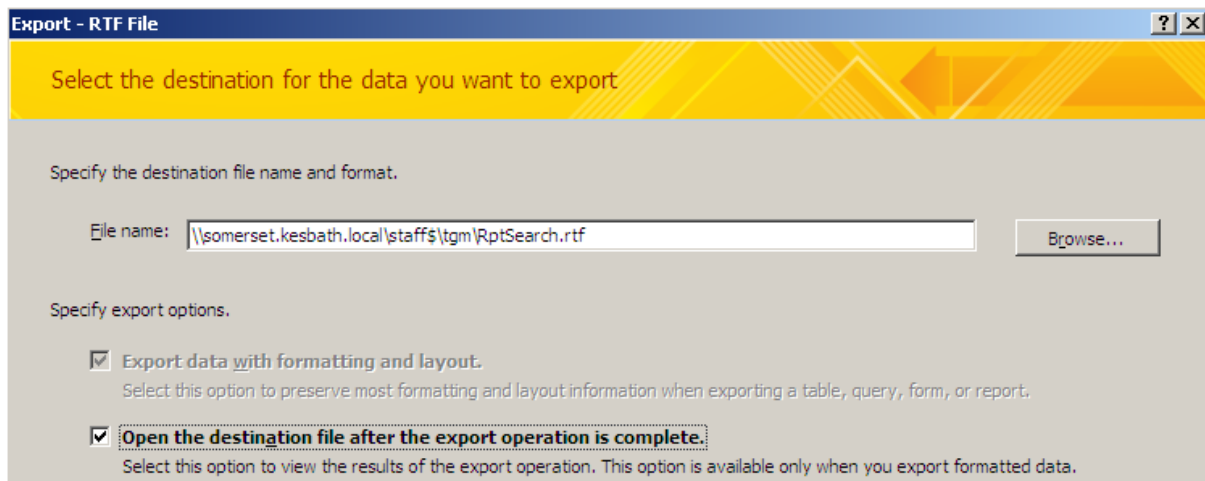 Export - RTF File
Select the destination for the data you want to export
Specify the destination file name and format.
File name: \\somerset.kesbath.local\staff$\tgm\RptSearch.rtf Browse...
Specify export options.
Export data with formatting and layout.
Select this option to preserve most formatting and layout information when exporting a table, query, form, or report.
Open the destination file after the export operation is complete.
Select this option to view the results of the export operation. This option is available only when you export formatted data.